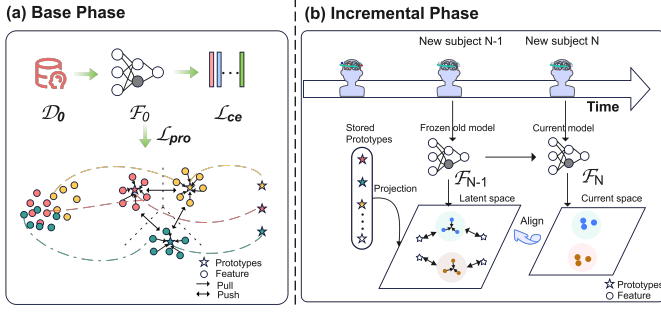 (a) Base Phase
𝒟0
ℱ0
ℒce
ℒpro
Prototypes
Feature
Pull
Push
(b) Incremental Phase
New subject N-1
New subject N
Time
Stored
Prototypes
Frozen old model
Current model
ℱN-1
ℱN
Projection
Latent space
Current space
Align
Prototypes
Feature